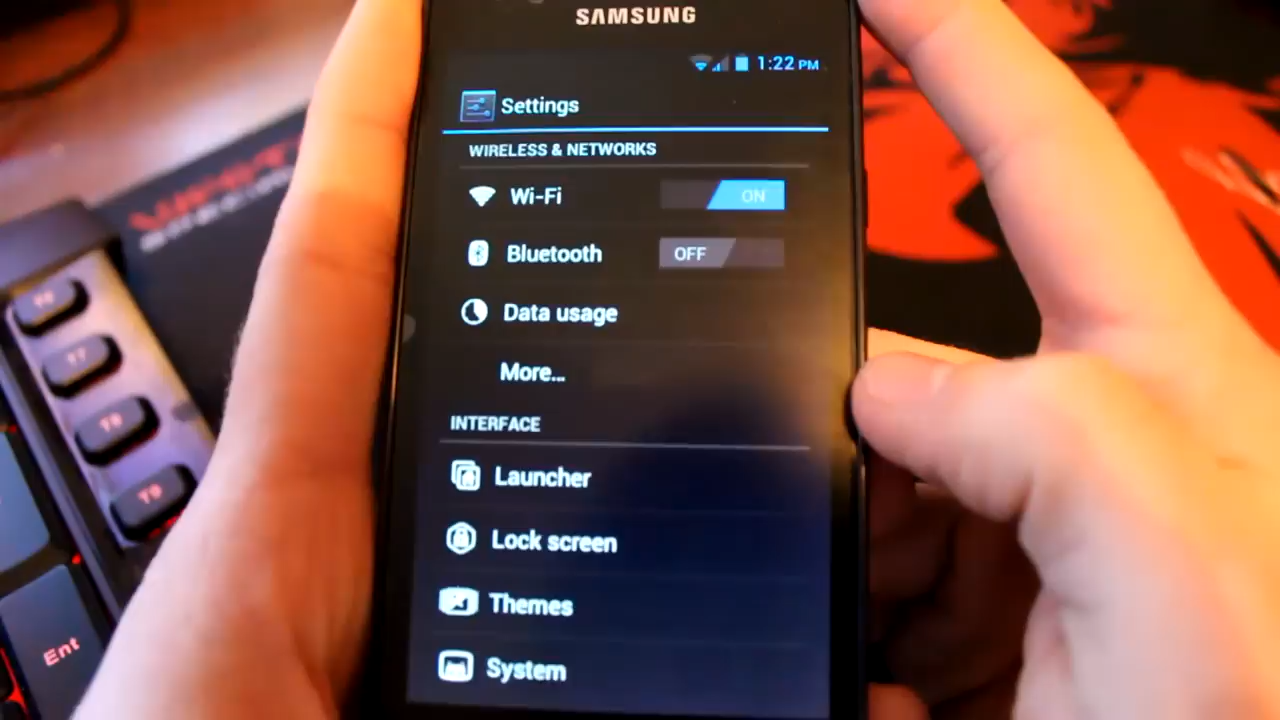 SAMSUNG
1:22 PM
Settings
WIRELESS & NETWORKS
Wi-Fi
ON
Bluetooth
OFF
Data usage
More...
INTERFACE
Launcher
Lock screen
Themes
System
Ent